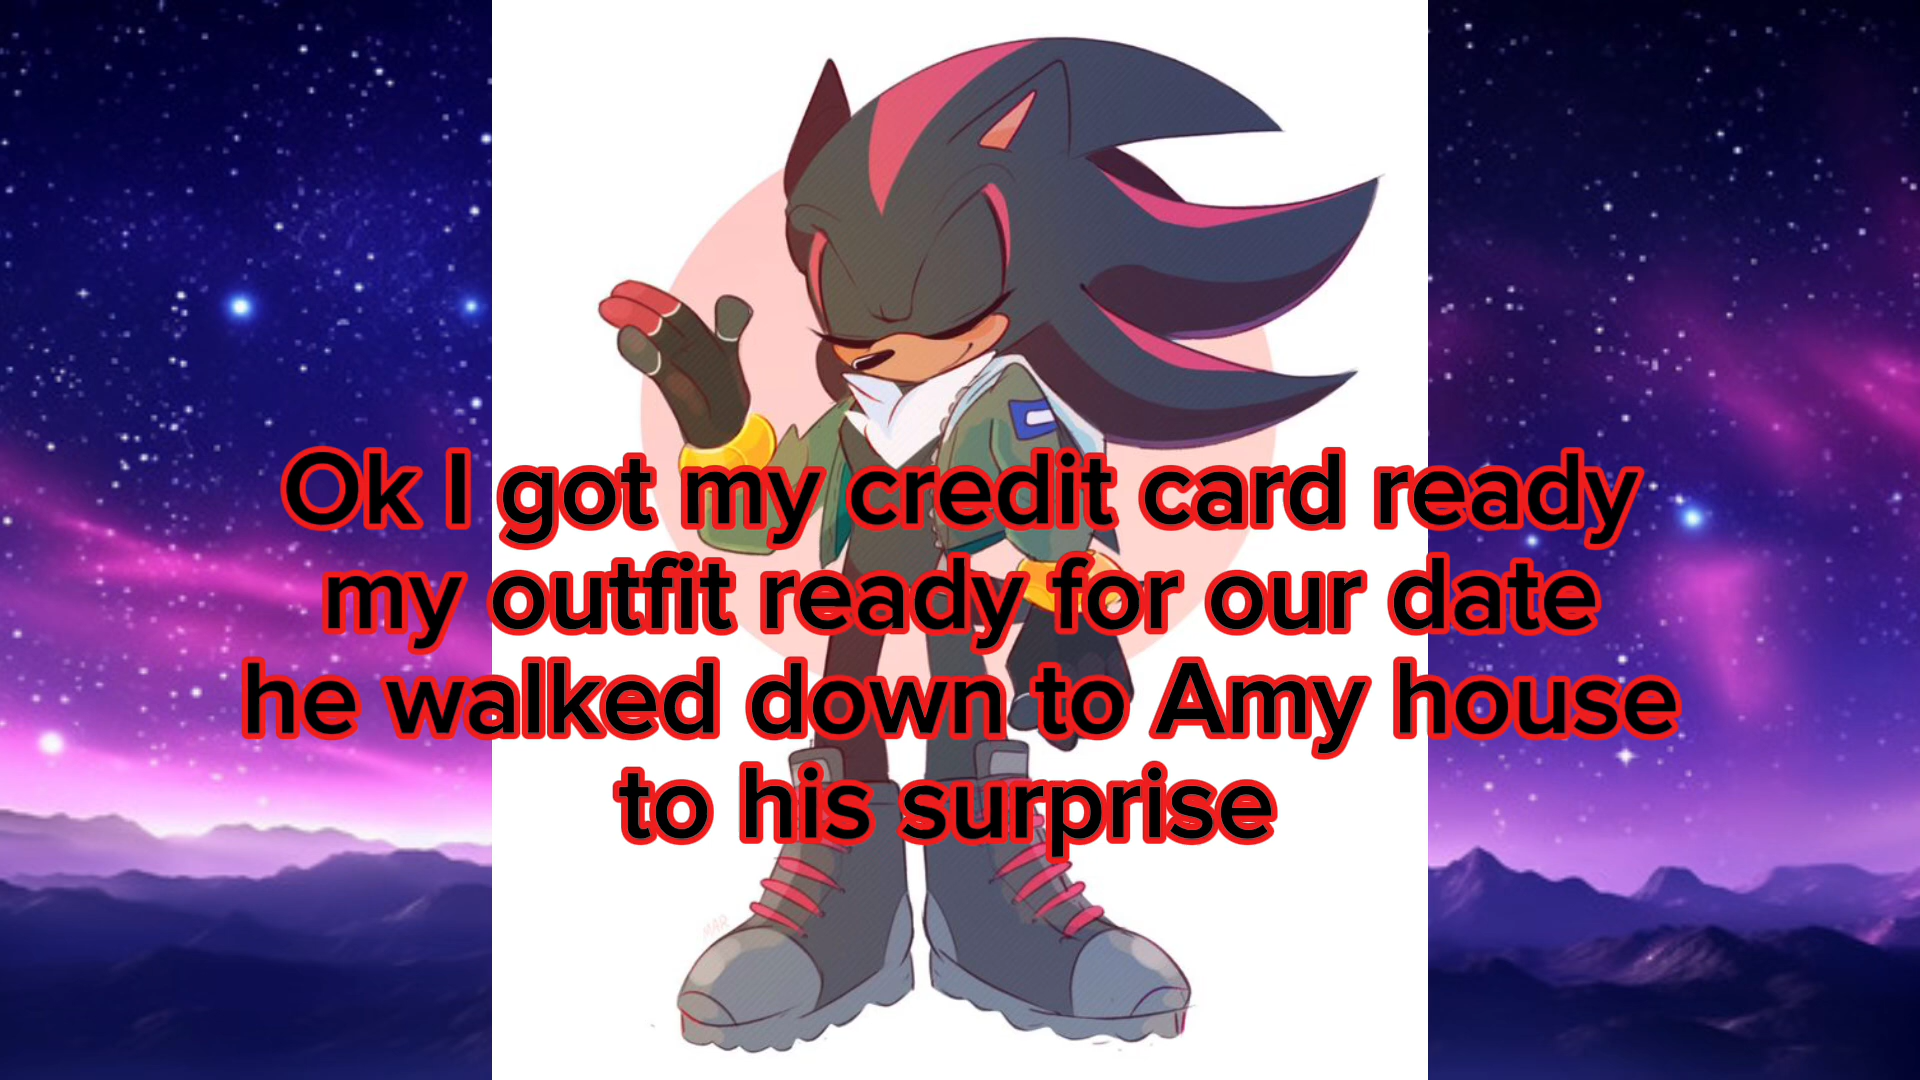 Ok I got my credit card ready
my outfit ready for our date
he walked down to Amy house
to his surprise
MAR